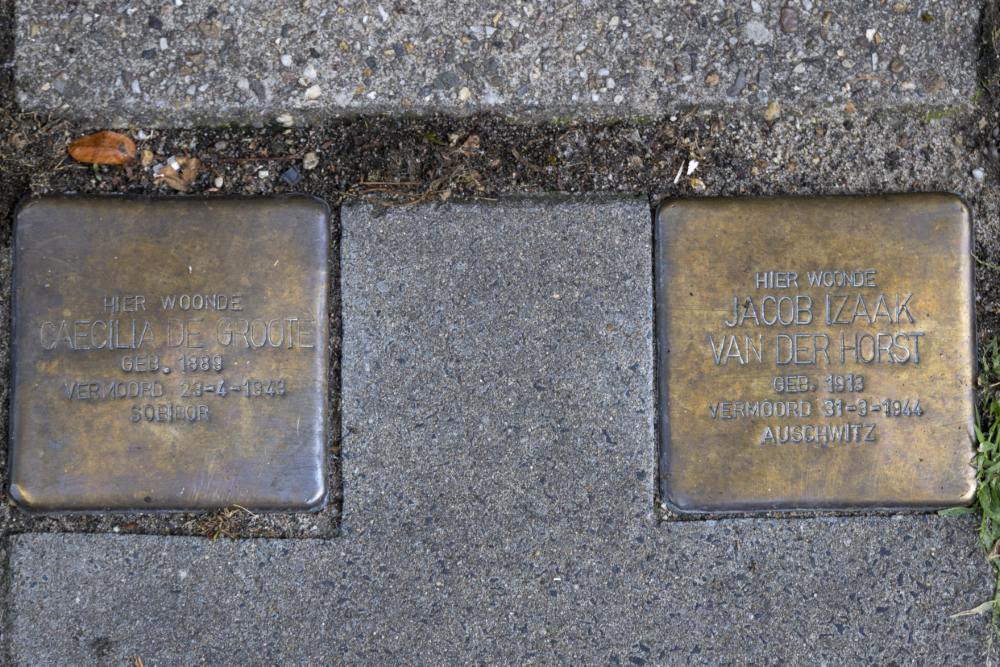 HIER WOONDE
CAECILIA DE GROOTE
GEB. 1889
VERMOORD 23-4-1943
SOBIBOR
HIER WOONDE
JACOB IZAAK
VAN DER HORST
GEB. 1913
VERMOORD 31-3-1944
AUSCHWITZ